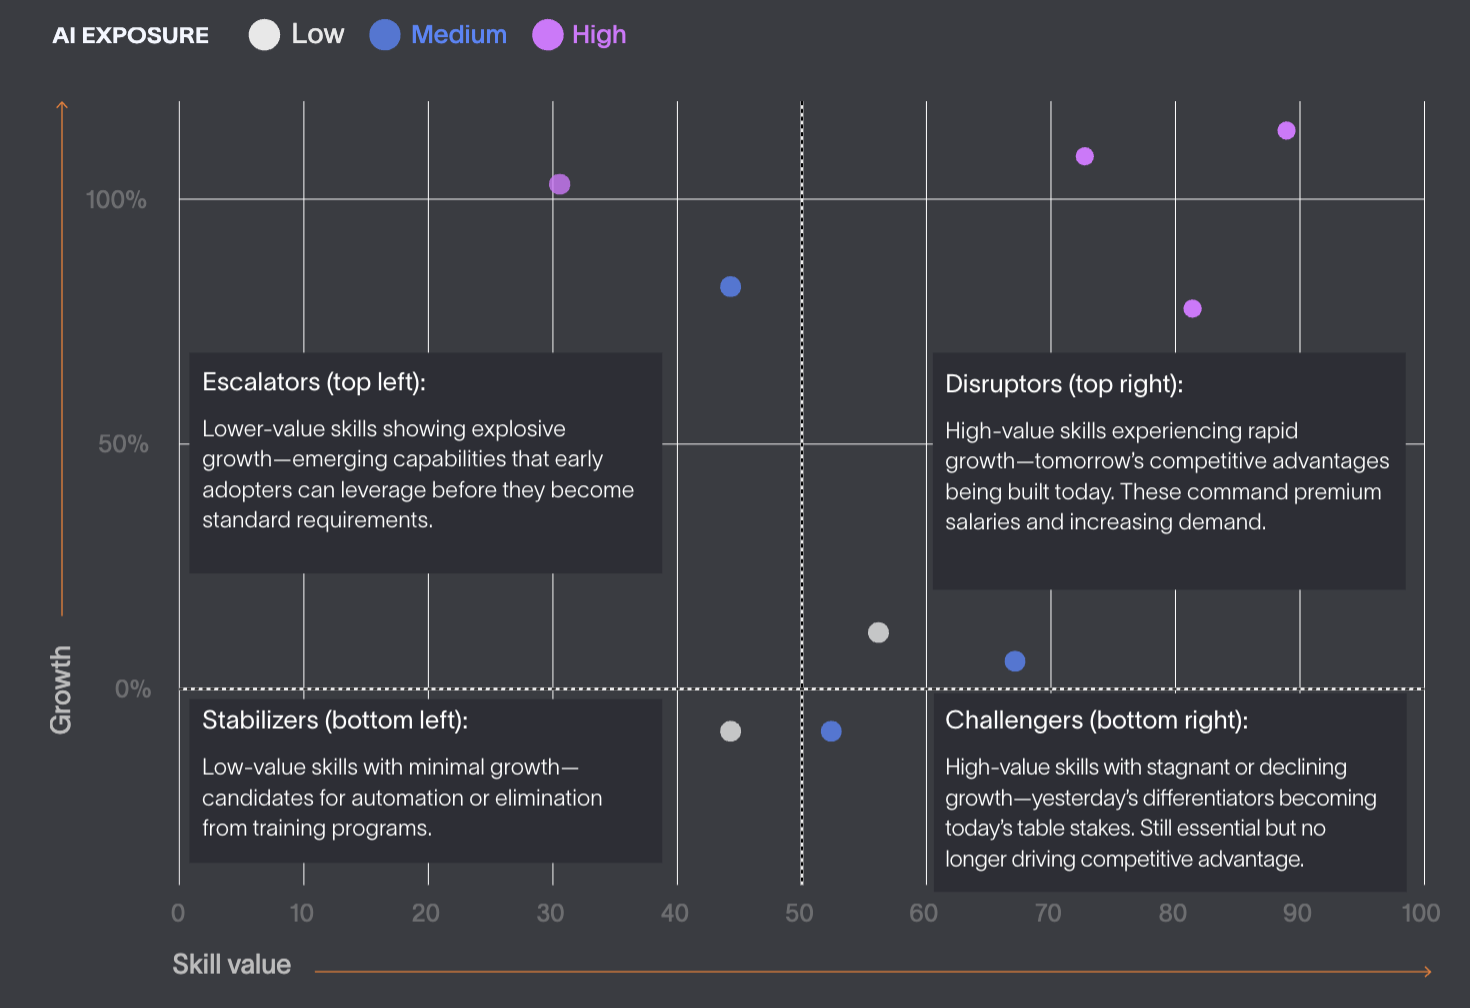 AI EXPOSURE Low Medium High
100%
50%
0%
Growth
Escalators (top left):
Lower-value skills showing explosive
growth—emerging capabilities that early
adopters can leverage before they become
standard requirements.
Disruptors (top right):
High-value skills experiencing rapid
growth—tomorrow’s competitive advantages
being built today. These command premium
salaries and increasing demand.
Stabilizers (bottom left):
Low-value skills with minimal growth—
candidates for automation or elimination
from training programs.
Challengers (bottom right):
High-value skills with stagnant or declining
growth—yesterday’s differentiators becoming
today’s table stakes. Still essential but no
longer driving competitive advantage.
0 10 20 30 40 50 60 70 80 90 100
Skill value